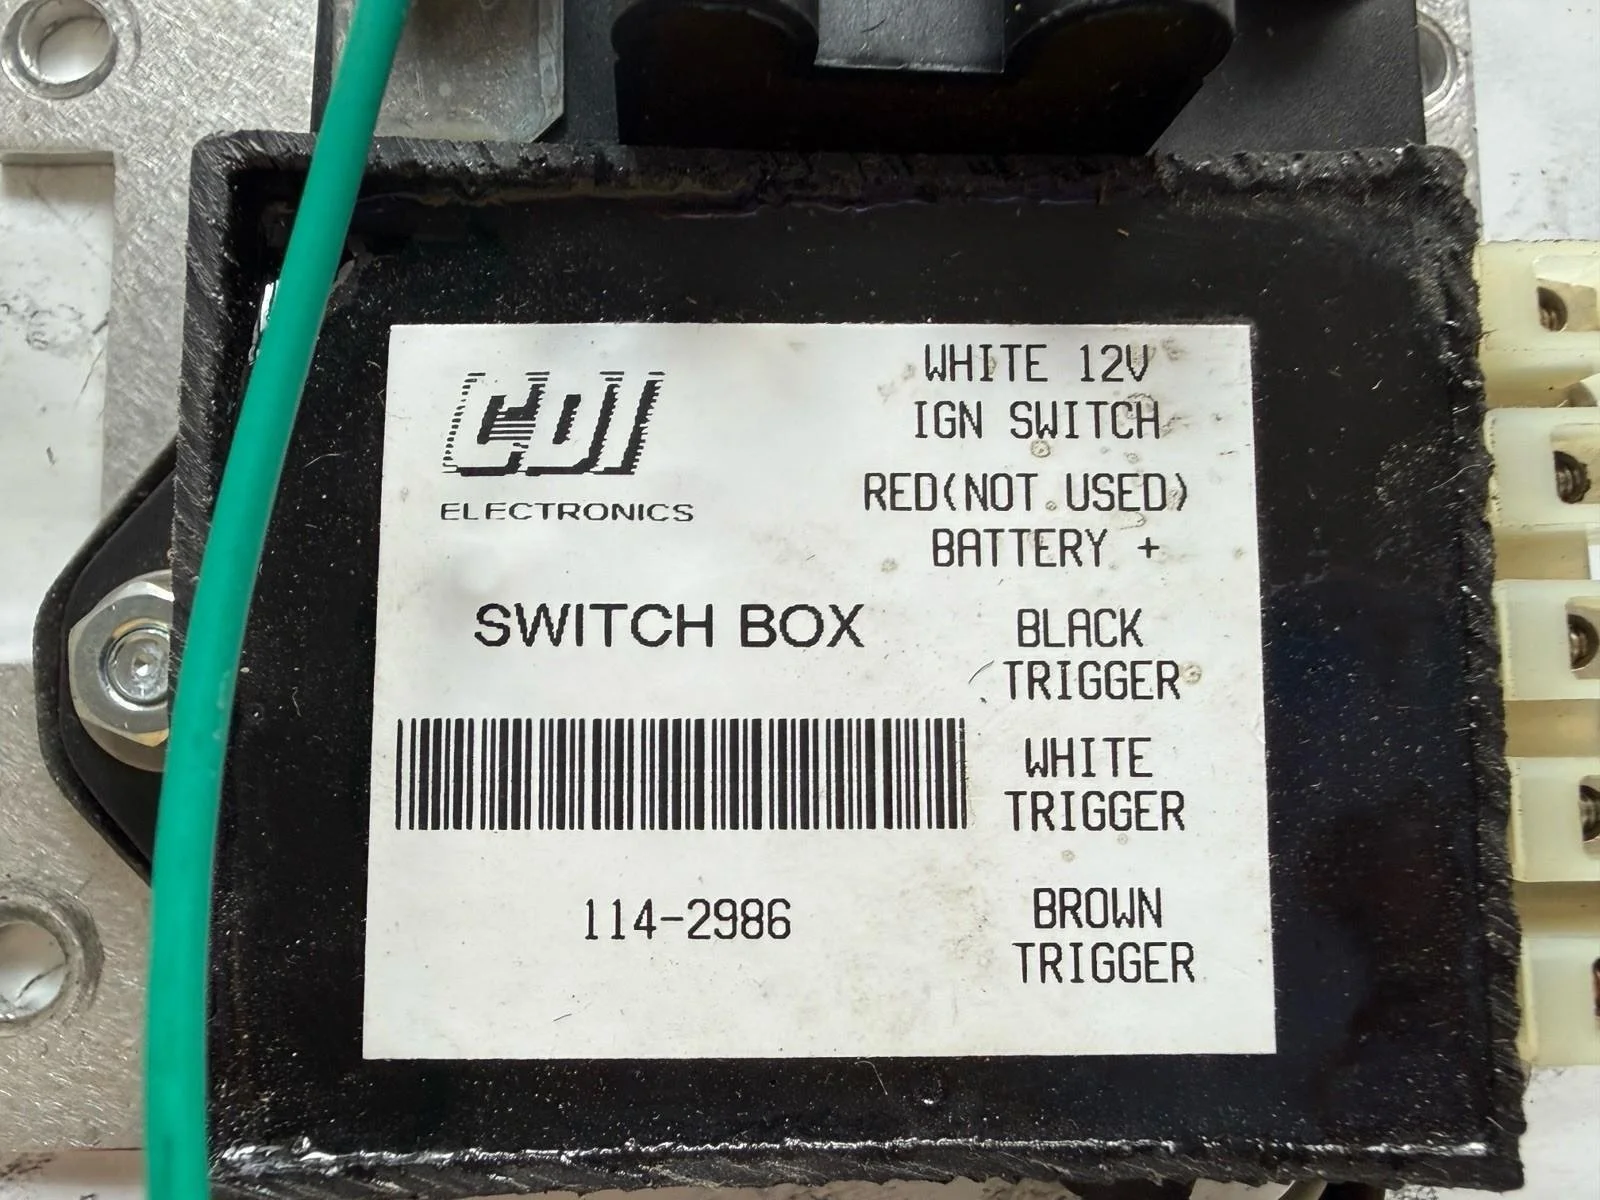 CDI
ELECTRONICS
WHITE 12V
IGN SWITCH
RED(NOT USED)
BATTERY +
SWITCH BOX
BLACK
TRIGGER
WHITE
TRIGGER
114-2986
BROWN
TRIGGER